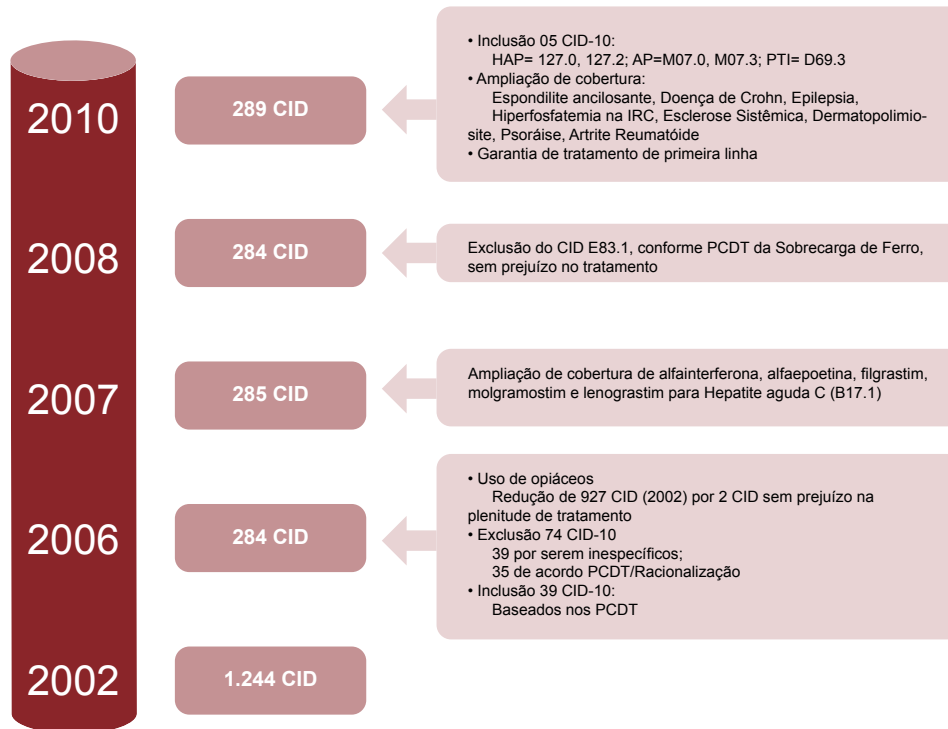 2010
289 CID
• Inclusão 05 CID-10:
HAP= 127.0, 127.2; AP=M07.0, M07.3; PTI= D69.3
• Ampliação de cobertura:
Espondilite ancilosante, Doença de Crohn, Epilepsia,
Hiperfosfatemia na IRC, Esclerose Sistêmica, Dermatopolimio-
site, Psoráise, Artrite Reumatóide
• Garantia de tratamento de primeira linha
2008
284 CID
Exclusão do CID E83.1, conforme PCDT da Sobrecarga de Ferro,
sem prejuízo no tratamento
2007
285 CID
Ampliação de cobertura de alfainterferona, alfaepoetina, filgrastim,
molgramostim e lenograstim para Hepatite aguda C (B17.1)
2006
284 CID
• Uso de opiáceos
Redução de 927 CID (2002) por 2 CID sem prejuízo na
plenitude de tratamento
• Exclusão 74 CID-10
39 por serem inespecíficos;
35 de acordo PCDT/Racionalização
• Inclusão 39 CID-10:
Baseados nos PCDT
2002
1.244 CID